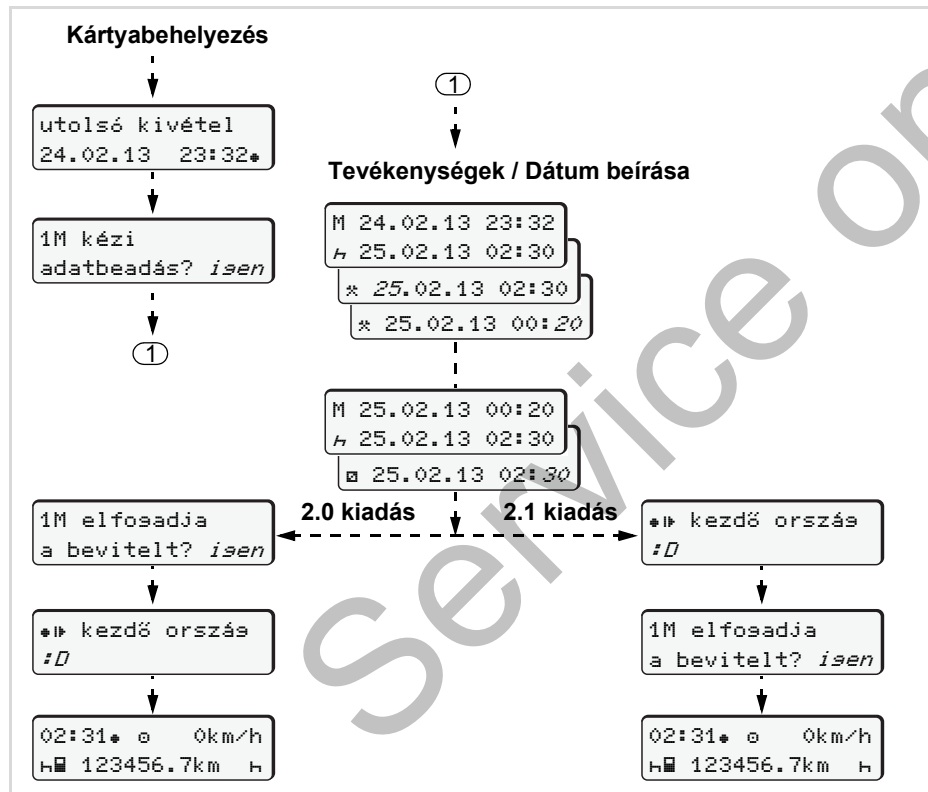 Kártyabehelyezés
utolsó kivétel
24.02.13 23:32
1M kézi
adatbeadás? igen
1
1
Tevékenységek / Dátum beírása
M 24.02.13 23:32
25.02.13 02:30
25.02.13 02:30
25.02.13 00:20
M 25.02.13 00:20
25.02.13 02:30
25.02.13 02:30
2.0 kiadás
2.1 kiadás
1M elfogadja
a bevitelt? igen
kezdő ország
:D
02:31 0km/h
123456.7km
kezdő ország
:D
1M elfogadja
a bevitelt? igen
02:31 0km/h
123456.7km
Service on